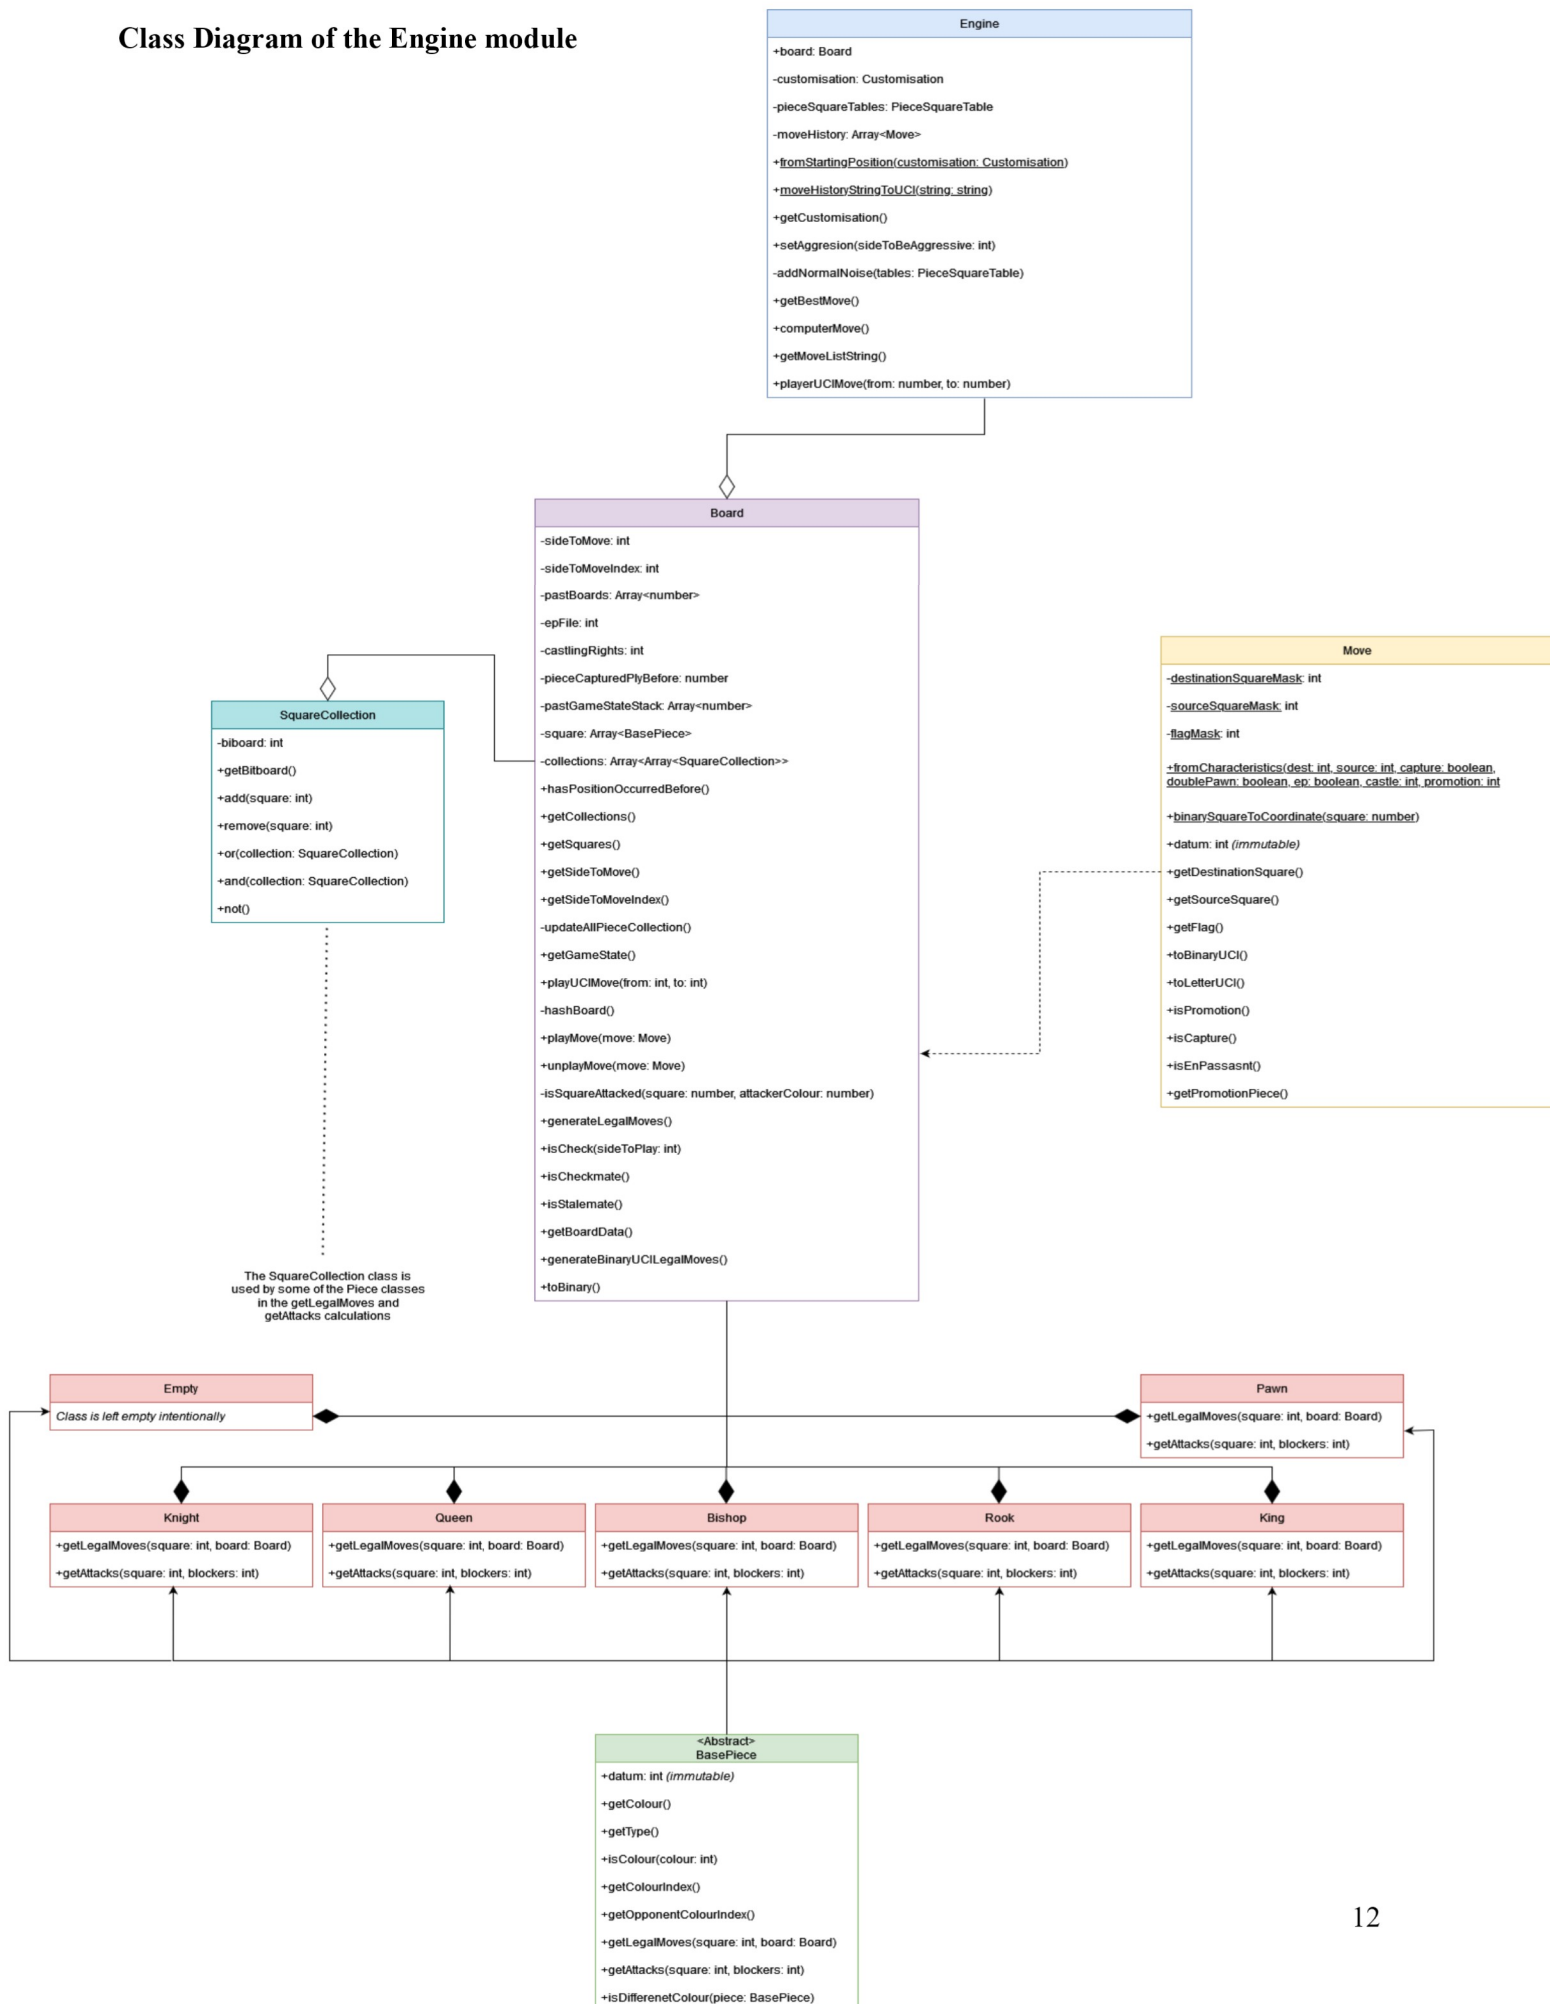 Class Diagram of the Engine module
Engine
+board: Board
-customisation: Customisation
-pieceSquareTables: PieceSquareTable
-moveHistory: Array<Move>
+fromStartingPosition(customisation: Customisation)
+moveHistoryStringToUCI(string: string)
+getCustomisation()
+setAggresion(sideToBeAggressive: int)
-addNormalNoise(tables: PieceSquareTable)
+getBestMove()
+computerMove()
+getMoveListString()
+playerUCIMove(from: number, to: number)
Board
-sideToMove: int
-sideToMoveIndex: int
-pastBoards: Array<number>
-epFile: int
-castlingRights: int
-pieceCapturedPlyBefore: number
-pastGameStateStack: Array<number>
-square: Array<BasePiece>
-collections: Array<Array<SquareCollection>>
+hasPositionOccurredBefore()
+getCollections()
+getSquares()
+getSideToMove()
+getSideToMoveIndex()
-updateAllPieceCollection()
+getGameState()
+playUCIMove(from: int, to: int)
-hashBoard()
+playMove(move: Move)
+unplayMove(move: Move)
-isSquareAttacked(square: number, attackerColour: number)
+generateLegalMoves()
+isCheck(sideToPlay: int)
+isCheckmate()
+isStalemate()
+getBoardData()
+generateBinaryUCILegalMoves()
+toBinary()
Move
-destinationSquareMask: int
-sourceSquareMask: int
-flagMask: int
+fromCharacteristics(dest: int, source: int, capture: boolean,
doublePawn: boolean, ep: boolean, castle: int, promotion: int
+binarySquareToCoordinate(square: number)
+datum: int (immutable)
+getDestinationSquare()
+getSourceSquare()
+getFlag()
+toBinaryUCI()
+toLetterUCI()
+isPromotion()
+isCapture()
+isEnPassasnt()
+getPromotionPiece()
SquareCollection
-biboard: int
+getBitboard()
+add(square: int)
+remove(square: int)
+or(collection: SquareCollection)
+and(collection: SquareCollection)
+not()
The SquareCollection class is
used by some of the Piece classes
in the getLegalMoves and
getAttacks calculations
Empty
Class is left empty intentionally
Pawn
+getLegalMoves(square: int, board: Board)
+getAttacks(square: int, blockers: int)
Knight
+getLegalMoves(square: int, board: Board)
+getAttacks(square: int, blockers: int)
Queen
+getLegalMoves(square: int, board: Board)
+getAttacks(square: int, blockers: int)
Bishop
+getLegalMoves(square: int, board: Board)
+getAttacks(square: int, blockers: int)
Rook
+getLegalMoves(square: int, board: Board)
+getAttacks(square: int, blockers: int)
King
+getLegalMoves(square: int, board: Board)
+getAttacks(square: int, blockers: int)
<Abstract>
BasePiece
+datum: int (immutable)
+getColour()
+getType()
+isColour(colour: int)
+getColourIndex()
+getOpponentColourIndex()
+getLegalMoves(square: int, board: Board)
+getAttacks(square: int, blockers: int)
+isDifferenetColour(piece: BasePiece)
12